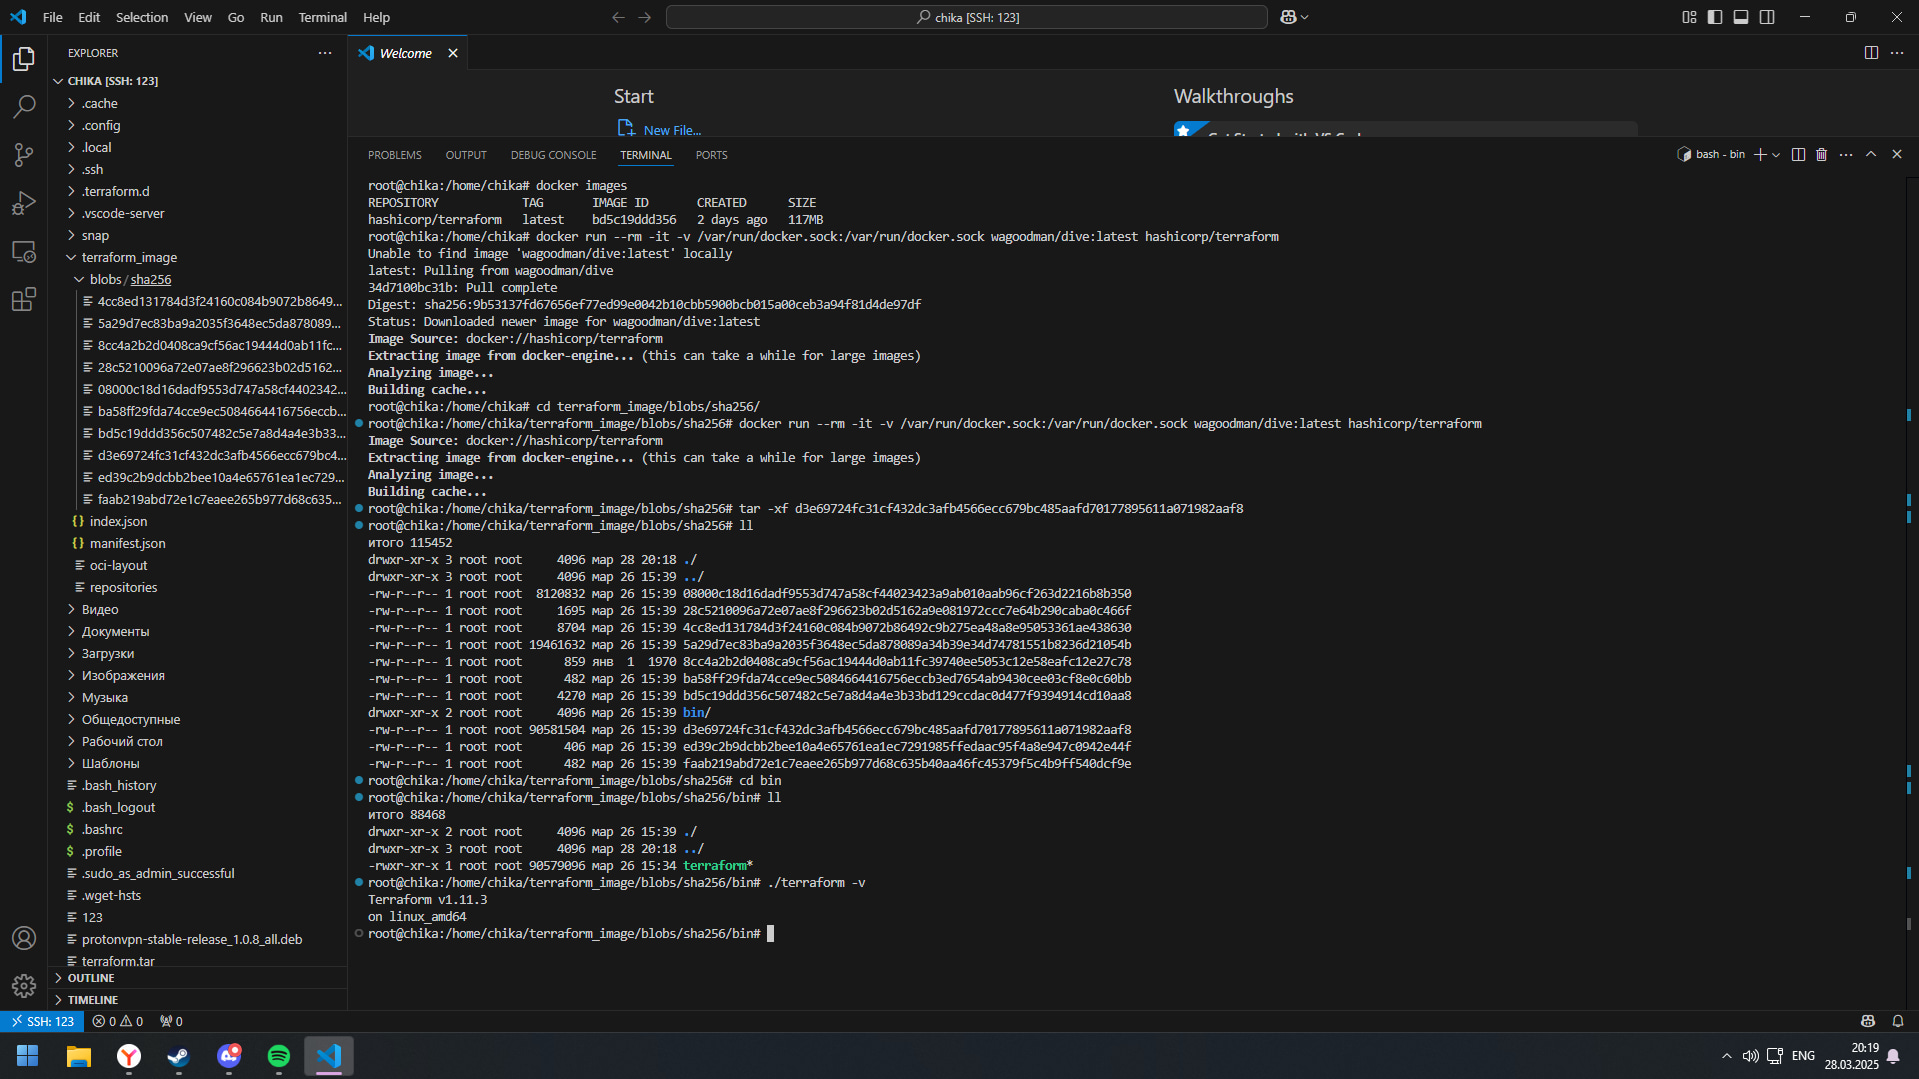 File Edit Selection View Go Run Terminal Help
chika [SSH: 123]
EXPLORER
CHIKA [SSH: 123]
.cache
.config
.local
.ssh
.terraform.d
.vscode-server
snap
terraform_image
blobs / sha256
4cc8ed131784d3f24160c084b9072b8649...
5a29d7ec83ba9a2035f3648ec5da878089...
8cc4a2b2d0408ca9cf56ac19444d0ab11fc...
28c5210096a72e07ae8f296623b02d5162...
08000c18d16dadf9553d747a58cf4402342...
ba58ff29fda74cce9ec5084664416756eccb...
bd5c19ddd356c507482c5e7a8d4a4e3b33...
d3e69724fc31cf432dc3afb4566ecc679bc4...
ed39c2b9dcbb2bee10a4e65761ea1ec729...
faab219abd72e1c7eaee265b977d68c635...
index.json
manifest.json
oci-layout
repositories
Видео
Документы
Загрузки
Изображения
Музыка
Общедоступные
Рабочий стол
Шаблоны
.bash_history
.bash_logout
.bashrc
.profile
.sudo_as_admin_successful
.wget-hsts
123
protonvpn-stable-release_1.0.8_all.deb
terraform.tar
OUTLINE
TIMELINE
Welcome
Start
New File...
Walkthroughs
Get Started with VS Code
PROBLEMS OUTPUT DEBUG CONSOLE TERMINAL PORTS
bash - bin
root@chika:/home/chika# docker images
REPOSITORY TAG IMAGE ID CREATED SIZE
hashicorp/terraform latest bd5c19ddd356 2 days ago 117MB
root@chika:/home/chika# docker run --rm -it -v /var/run/docker.sock:/var/run/docker.sock wagoodman/dive:latest hashicorp/terraform
Unable to find image 'wagoodman/dive:latest' locally
latest: Pulling from wagoodman/dive
34d7100bc31b: Pull complete
Digest: sha256:9b53137fd67656ef77ed99e0042b10cbb5900bcb015a00ceb3a94f81d4de97df
Status: Downloaded newer image for wagoodman/dive:latest
Image Source: docker://hashicorp/terraform
Extracting image from docker-engine... (this can take a while for large images)
Analyzing image...
Building cache...
root@chika:/home/chika# cd terraform_image/blobs/sha256/
root@chika:/home/chika/terraform_image/blobs/sha256# docker run --rm -it -v /var/run/docker.sock:/var/run/docker.sock wagoodman/dive:latest hashicorp/terraform
Image Source: docker://hashicorp/terraform
Extracting image from docker-engine... (this can take a while for large images)
Analyzing image...
Building cache...
root@chika:/home/chika/terraform_image/blobs/sha256# tar -xf d3e69724fc31cf432dc3afb4566ecc679bc485aafd70177895611a071982aaf8
root@chika:/home/chika/terraform_image/blobs/sha256# ll
итого 115452
drwxr-xr-x 3 root root 4096 мар 28 20:18 ./
drwxr-xr-x 3 root root 4096 мар 26 15:39 ../
-rw-r--r-- 1 root root 8120832 мар 26 15:39 08000c18d16dadf9553d747a58cf44023423a9ab010aab96cf263d2216b8b350
-rw-r--r-- 1 root root 1695 мар 26 15:39 28c5210096a72e07ae8f296623b02d5162a9e081972ccc7e64b290caba0c466f
-rw-r--r-- 1 root root 8704 мар 26 15:39 4cc8ed131784d3f24160c084b9072b86492c9b275ea48a8e95053361ae438630
-rw-r--r-- 1 root root 19461632 мар 26 15:39 5a29d7ec83ba9a2035f3648ec5da878089a34b39e34d74781551b8236d21054b
-rw-r--r-- 1 root root 859 янв 1 1970 8cc4a2b2d0408ca9cf56ac19444d0ab11fc39740ee5053c12e58eafc12e27c78
-rw-r--r-- 1 root root 482 мар 26 15:39 ba58ff29fda74cce9ec5084664416756eccb3ed7654ab9430cee03cf8e0c60bb
-rw-r--r-- 1 root root 4270 мар 26 15:39 bd5c19ddd356c507482c5e7a8d4a4e3b33bd129ccdac0d477f9394914cd10aa8
drwxr-xr-x 2 root root 4096 мар 26 15:39 bin/
-rw-r--r-- 1 root root 90581504 мар 26 15:39 d3e69724fc31cf432dc3afb4566ecc679bc485aafd70177895611a071982aaf8
-rw-r--r-- 1 root root 406 мар 26 15:39 ed39c2b9dcbb2bee10a4e65761ea1ec7291985ffedaac95f4a8e947c0942e44f
-rw-r--r-- 1 root root 482 мар 26 15:39 faab219abd72e1c7eaee265b977d68c635b40aa46fc45379f5c4b9ff540dcf9e
root@chika:/home/chika/terraform_image/blobs/sha256# cd bin
root@chika:/home/chika/terraform_image/blobs/sha256/bin# ll
итого 88468
drwxr-xr-x 2 root root 4096 мар 26 15:39 ./
drwxr-xr-x 3 root root 4096 мар 28 20:18 ../
-rwxr-xr-x 1 root root 90579096 мар 26 15:34 terraform*
root@chika:/home/chika/terraform_image/blobs/sha256/bin# ./terraform -v
Terraform v1.11.3
on linux_amd64
root@chika:/home/chika/terraform_image/blobs/sha256/bin#
SSH: 123 0 0 0
ENG
20:19
28.03.2025